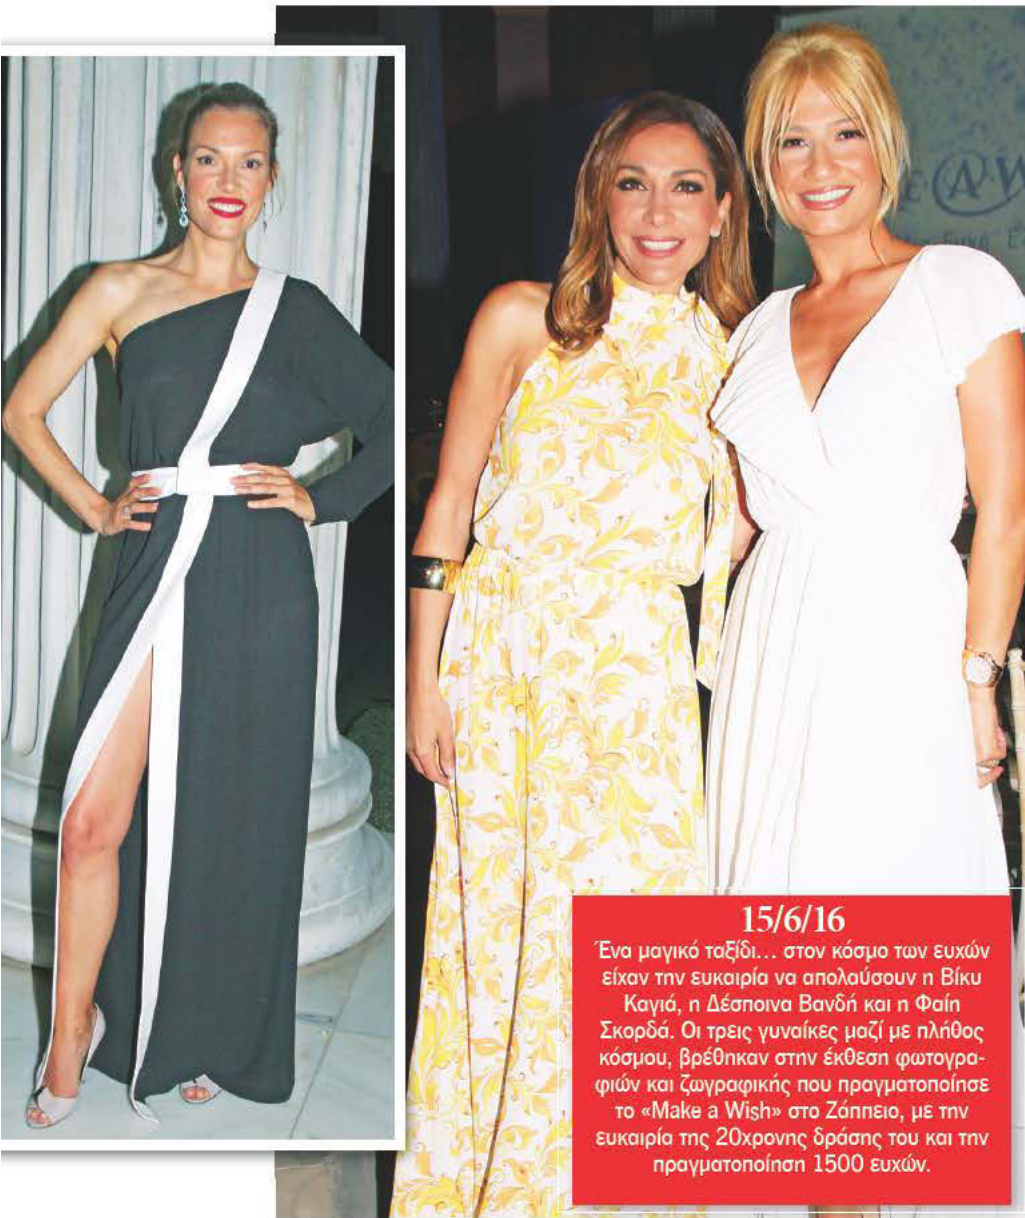 E(A)W
15/6/16
Ένα μαγικό ταξίδι... στον κόσμο των ευχών
είχαν την ευκαιρία να απολαύσουν η Βίκυ
Καγιά, η Δέσποινα Βανδή και η Φαίη
Σκορδά. Οι τρεις γυναίκες μαζί με πλήθος
κόσμου, βρέθηκαν στην έκθεση φωτογρα-
φιών και ζωγραφικής που πραγματοποίησε
το «Make a Wish» στο Ζάππειο, με την
ευκαιρία της 20χρονης δράσης του και την
πραγματοποίηση 1500 ευχών.